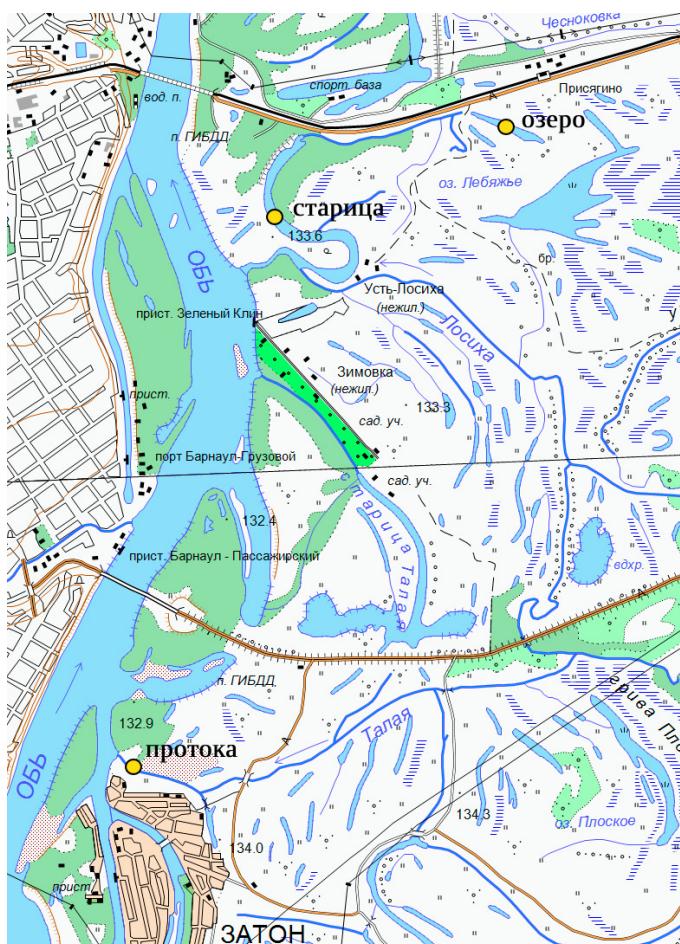 Чесноковка
спорт. база
вод. п.
А
Присягино
п. ГИБДД
озеро
оз. Лебяжье
старица
133.6
ОБЬ
бр.
Усть-Лосиха
(нежил.)
Лосиха
прист. Зеленый Клин
У
Зимовка
(нежил.)
прист.
133.3
сад. уч.
порт Барнаул-Грузовой
сад. уч.
132.4
старица Талая
прист. Барнаул - Пассажирский
вдхр.
А
п. ГИБДД
грива Пло
132.9
Талая
А
протока
ОБЬ
134.3
оз. Плоское
134.0
прист.
ЗАТОН